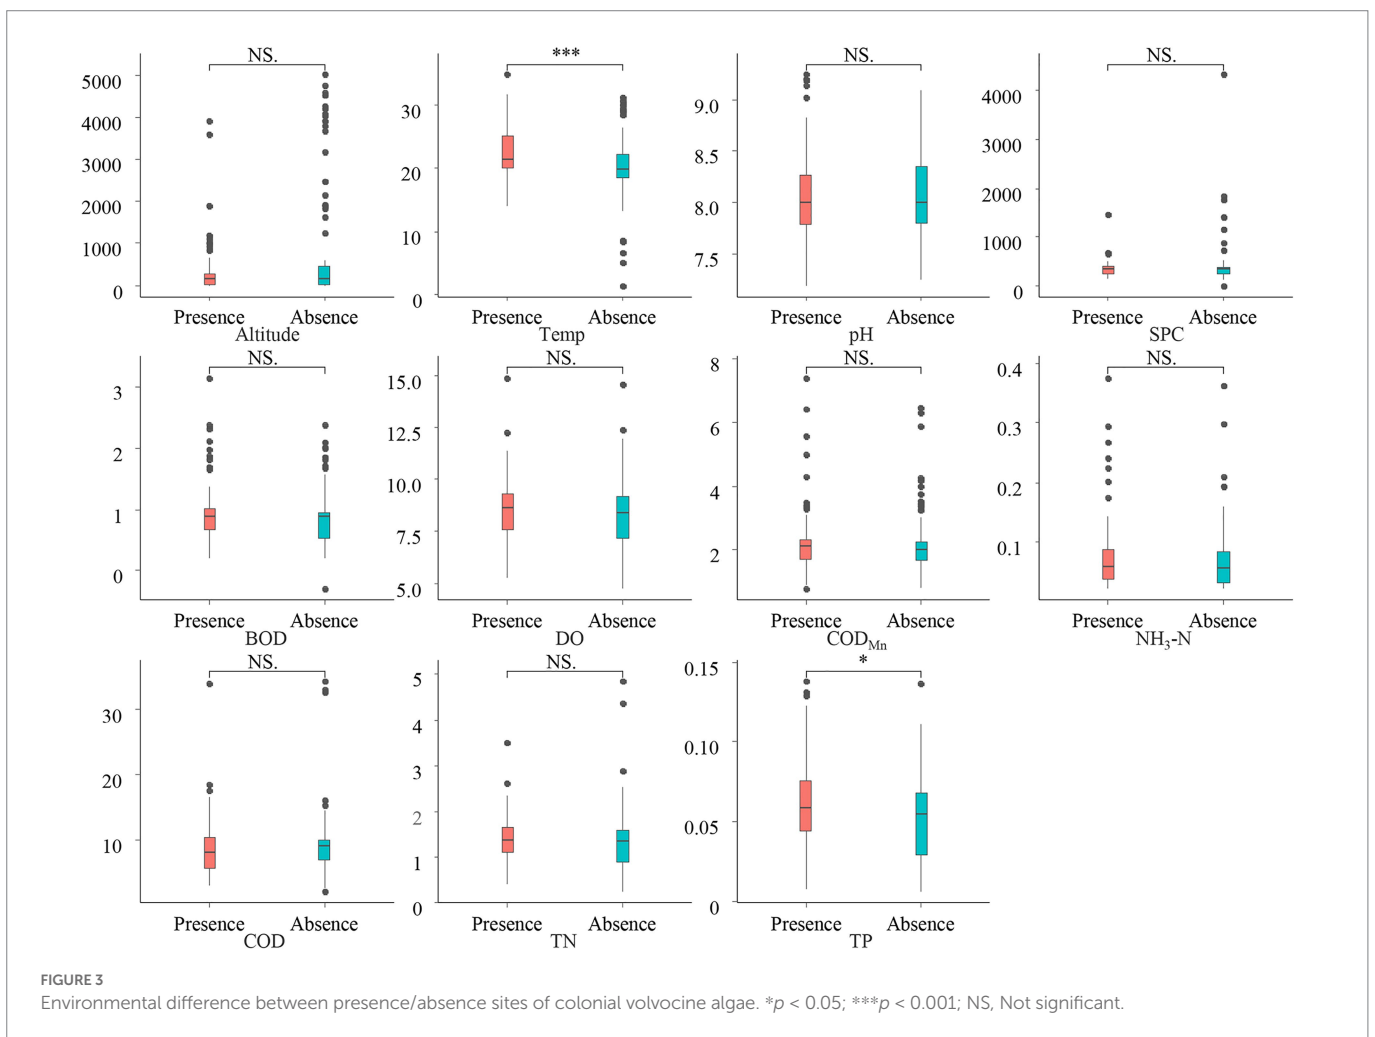 NS. *** NS. NS.
5000 30 9.0 4000
4000 8.5 3000
3000 20 8.0 2000
2000 10 7.5 1000
1000 0 0
0
Presence Absence Presence Absence Presence Absence Presence Absence
Altitude Temp pH SPC
NS. NS. NS. NS.
3 15.0 8 0.4
2 12.5 6 0.3
1 10.0 4 0.2
0 7.5 2 0.1
5.0
Presence Absence Presence Absence Presence Absence Presence Absence
BOD DO CODMn NH3-N
NS. NS. *
30 5 0.15
20 4 0.10
10 3 0.05
2 0
1
0
Presence Absence Presence Absence Presence Absence
COD TN TP
FIGURE 3
Environmental difference between presence/absence sites of colonial volvocine algae. *p < 0.05; ***p < 0.001; NS, Not significant.